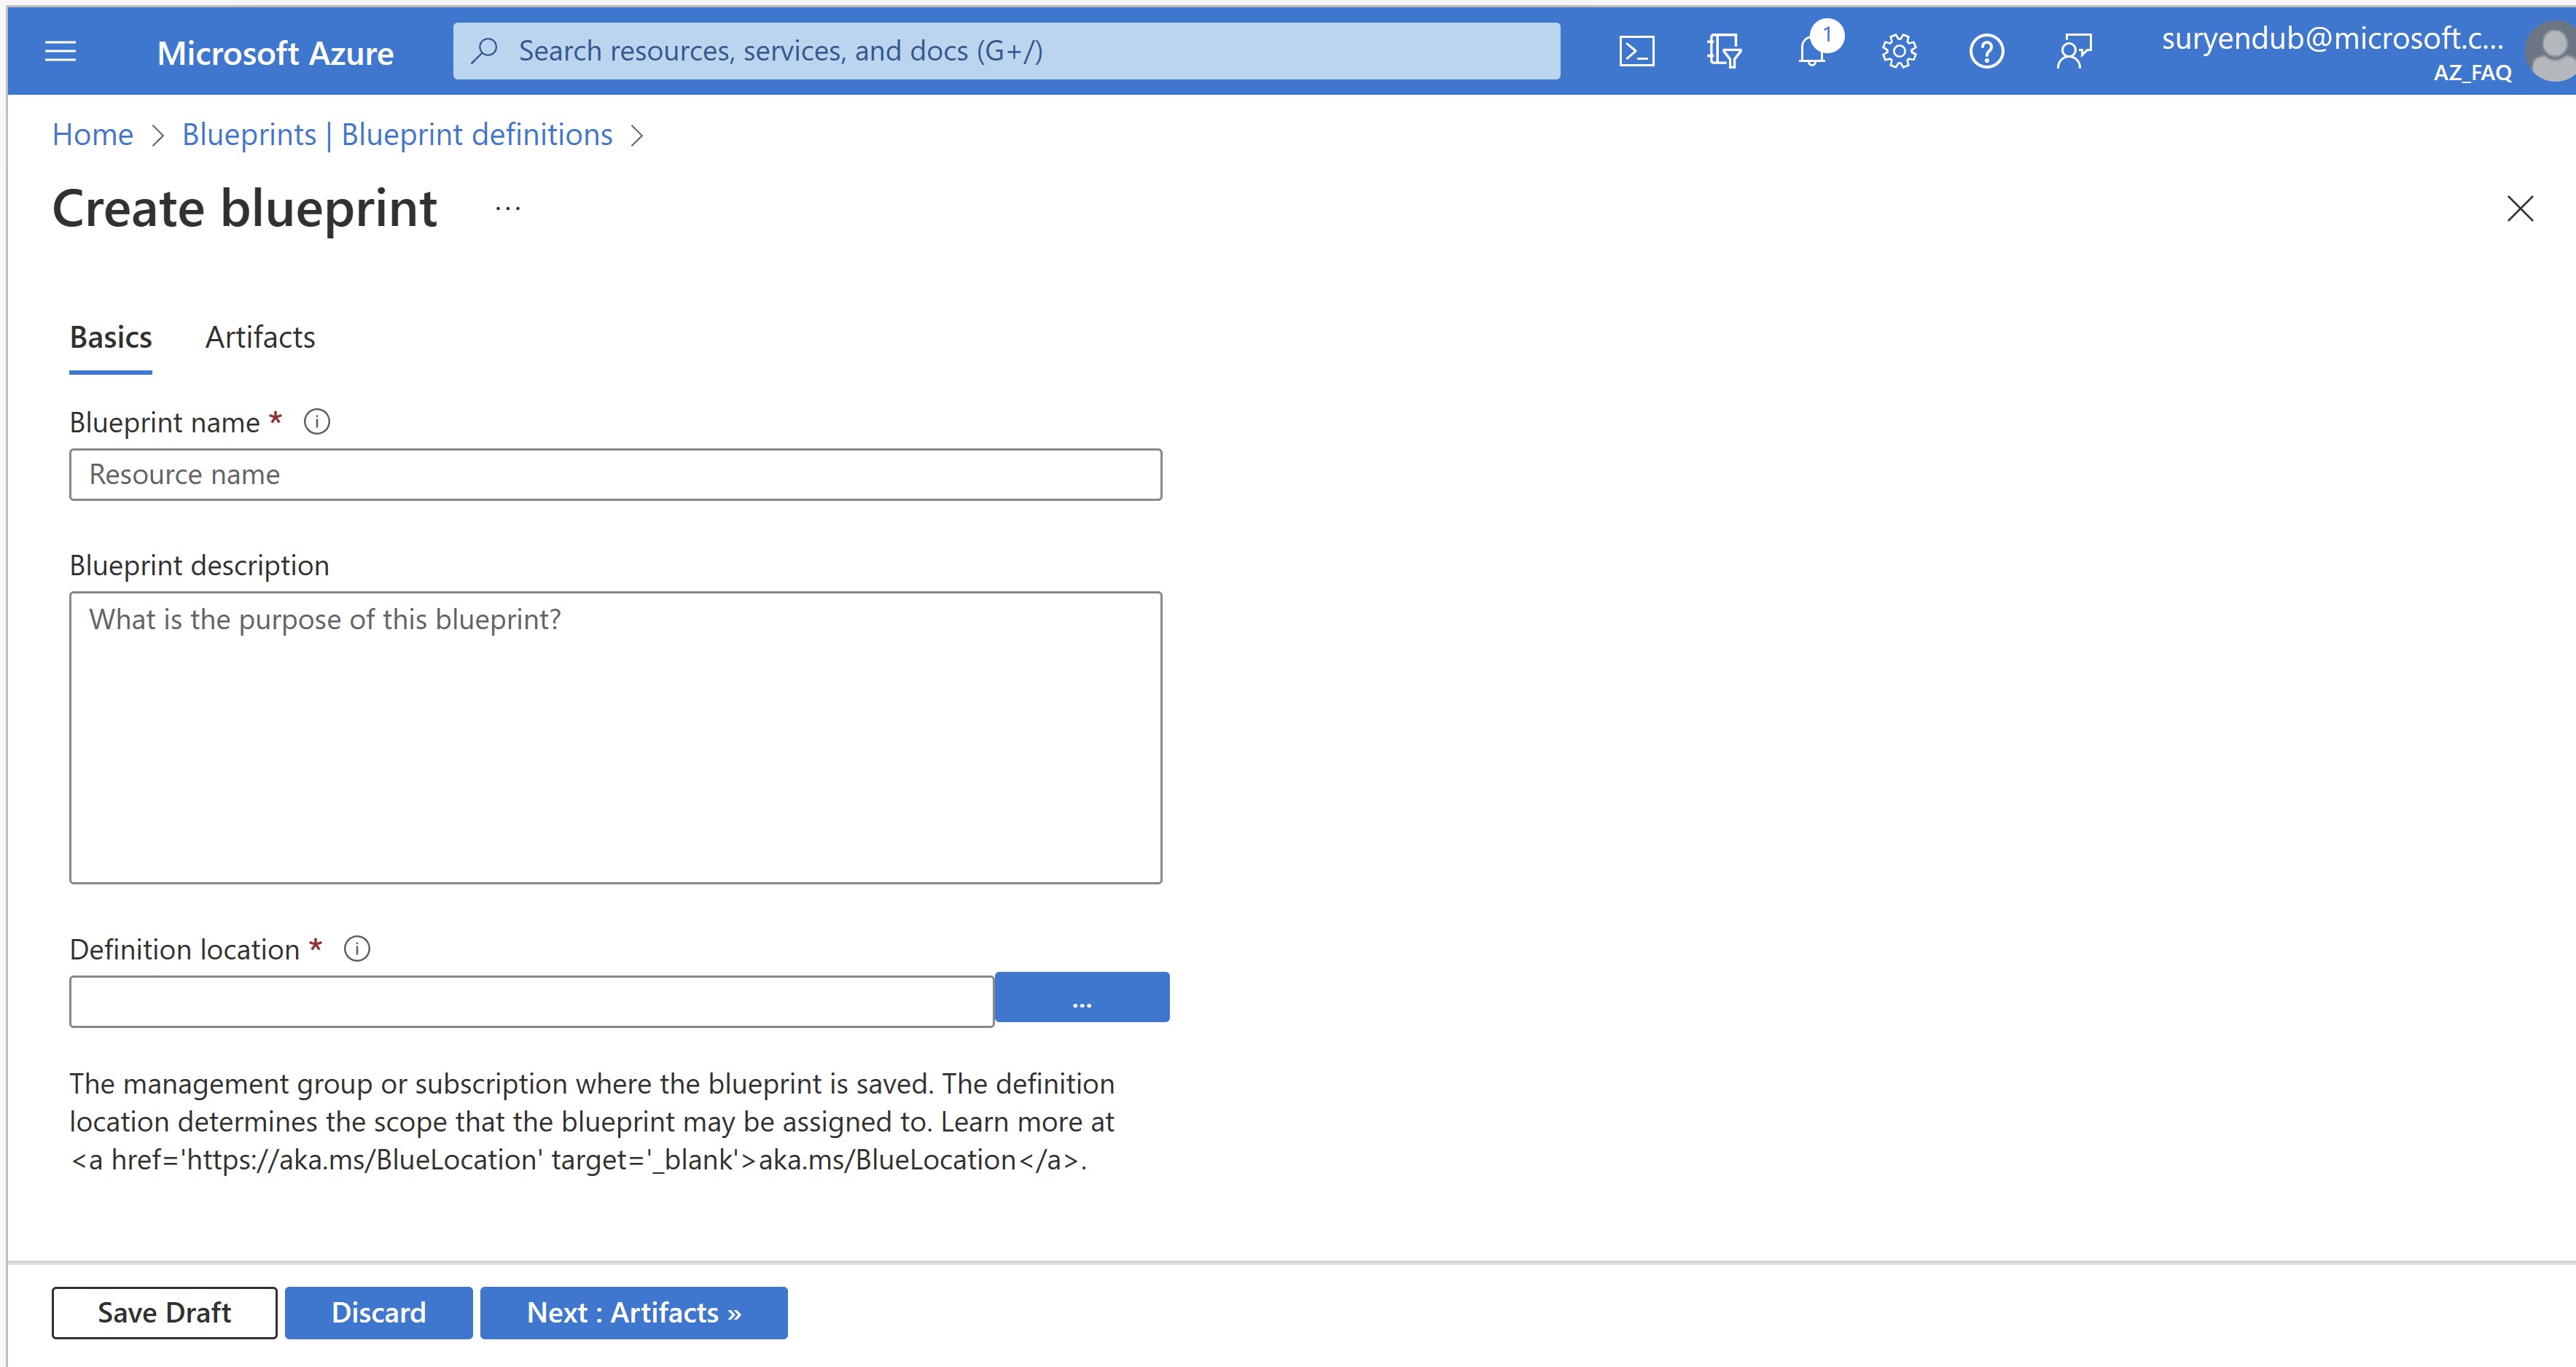 Microsoft Azure
Search resources, services, and docs (G+/)
1
suryendub@microsoft.c...
AZ_FAQ
Home > Blueprints | Blueprint definitions >
Create blueprint ...
Basics Artifacts
Blueprint name *
Resource name
Blueprint description
What is the purpose of this blueprint?
Definition location *
...
The management group or subscription where the blueprint is saved. The definition
location determines the scope that the blueprint may be assigned to. Learn more at
<a href='https://aka.ms/BlueLocation' target='_blank'>aka.ms/BlueLocation</a>.
Save Draft Discard Next : Artifacts »